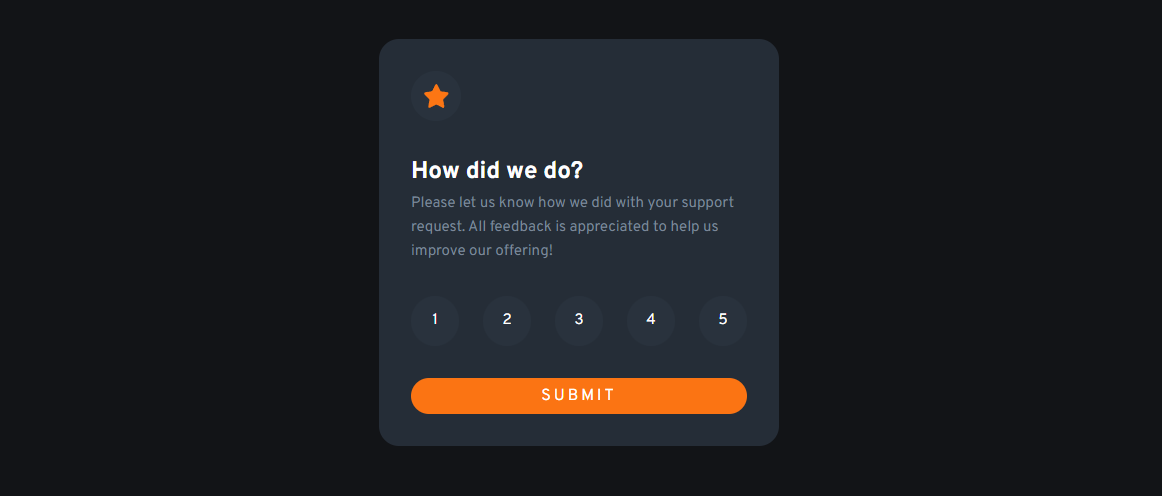 How did we do?
Please let us know how we did with your support
request. All feedback is appreciated to help us
improve our offering!
1 2 3 4 5
SUBMIT